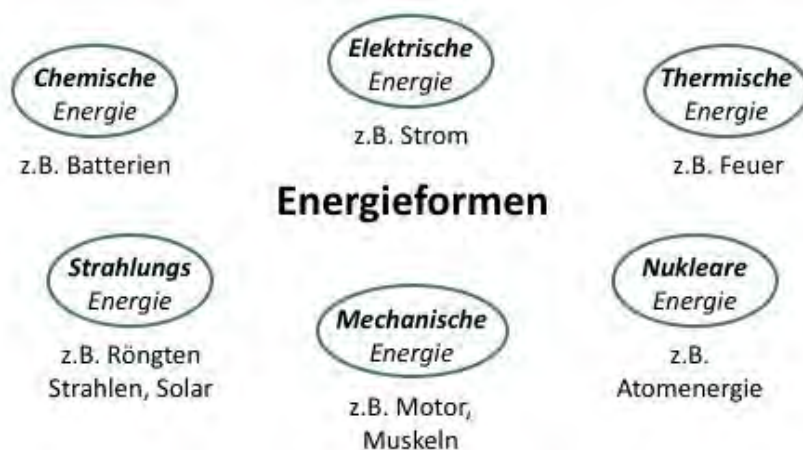 Chemische
Energie
z.B. Batterien
Elektrische
Energie
z.B. Strom
Thermische
Energie
z.B. Feuer
Energieformen
Strahlungs
Energie
z.B. Röngten
Strahlen, Solar
Mechanische
Energie
z.B. Motor,
Muskeln
Nukleare
Energie
z.B.
Atomenergie